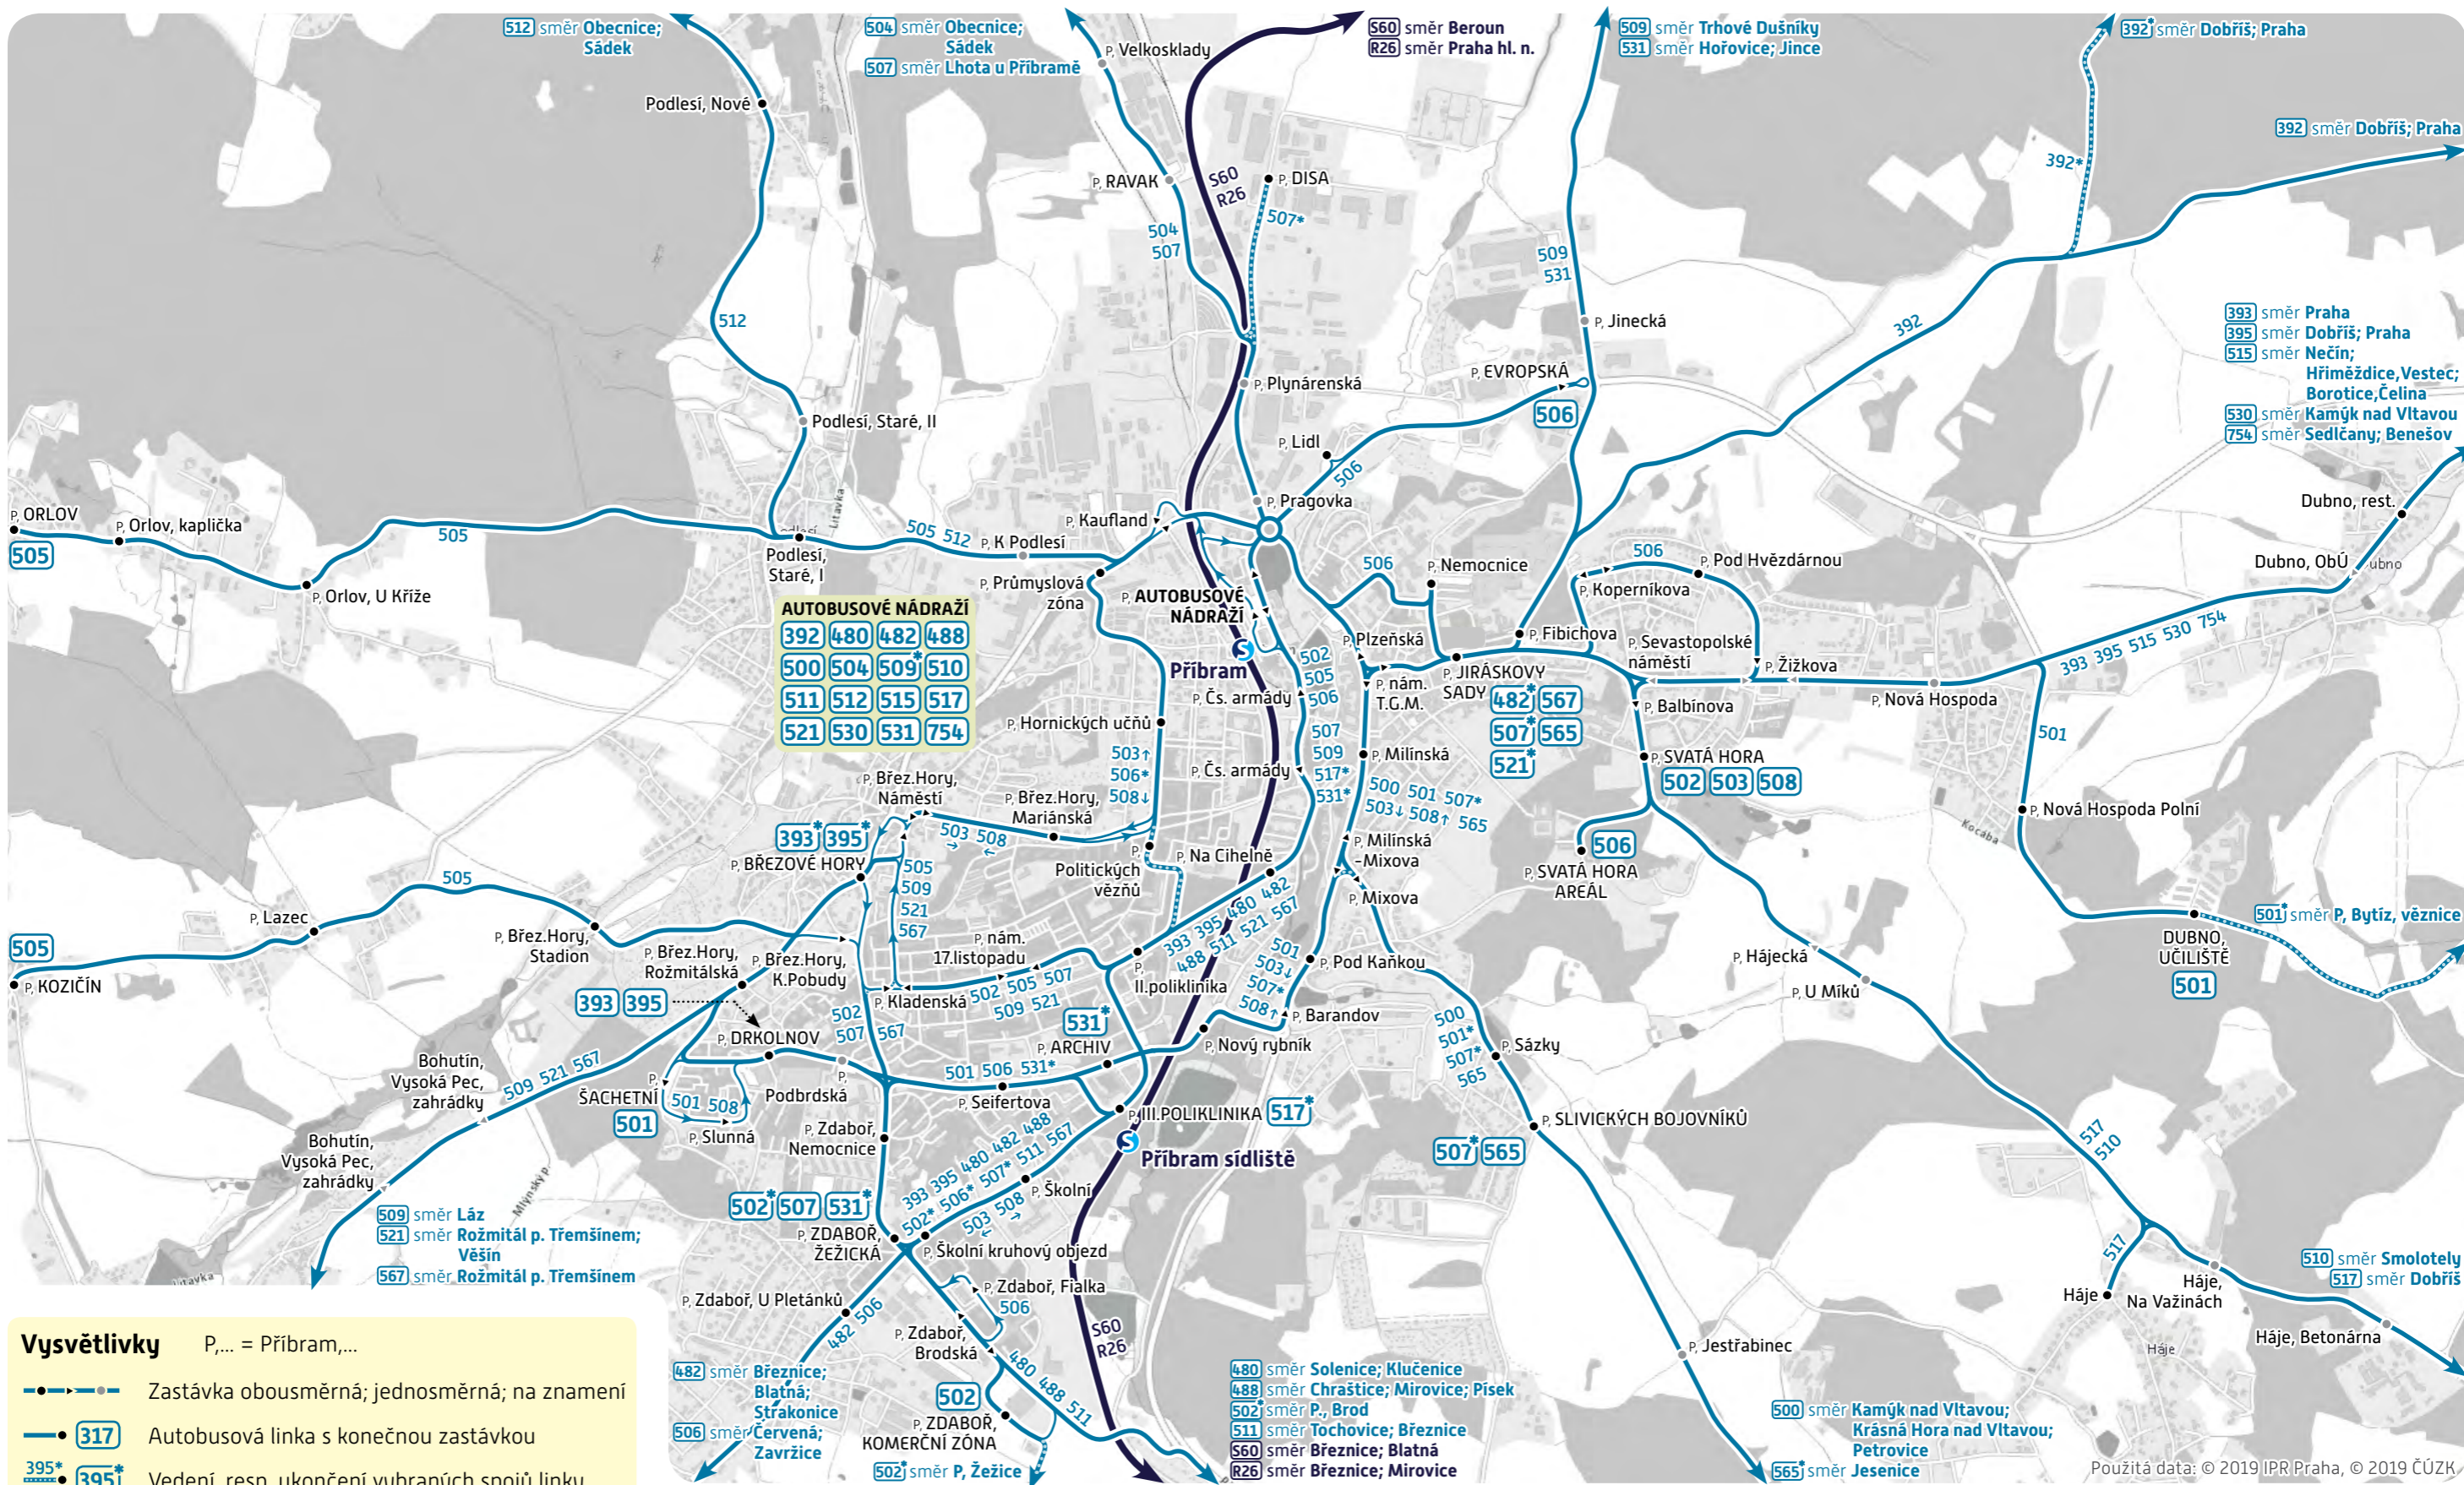 512 směr Obecnice;
Sádek
504 směr Obecnice;
Sádek
507 směr Lhota u Příbramě
P, Velkosklady
S60 směr Beroun
R26 směr Praha hl. n.
509 směr Trhové Dušníky
531 směr Hořovice; Jince
392* směr Dobříš; Praha
392 směr Dobříš; Praha
392*
Podlesí, Nové
P, RAVAK
S60
R26
P, DISA
507*
504
507
509
531
512
P, Jinecká
392
393 směr Praha
395 směr Dobříš; Praha
515 směr Nečín;
Hřiměždice,Vestec;
Borotice,Čelina
530 směr Kamýk nad Vltavou
754 směr Sedlčany; Benešov
P, EVROPSKÁ
506
P, Plynárenská
Podlesí, Staré, II
P, Lidl
506
P, Pragovka
Litavka
P, ORLOV
505
P, Orlov, kaplička
505
P, Orlov, U Kříže
Podlesí,
Staré, I
505 512
P, K Podlesí
P, Kaufland
P, Průmyslová
zóna
P, AUTOBUSOVÉ
NÁDRAŽÍ
506
P, Nemocnice
506
P, Pod Hvězdárnou
P, Koperníkova
Dubno, rest.
Dubno, ObÚ
AUTOBUSOVÉ NÁDRAŽÍ
392 480 482 488
500 504 509* 510
511 512 515 517
521 530 531 754
Příbram
P, Plzeňská
P, Fibichova
P, Sevastopolské
náměstí
P, Žižkova
393 395 515 530 754
502
505
506
P, nám.
T.G.M.
P, JIRÁSKOVY
SADY
482* 567
507* 565
521*
P, Balbínova
P, Nová Hospoda
P, Čs. armády
P, Hornických učňů
503↑
506*
508↓
P, Čs. armády
507
509
517*
531*
P, Milínská
500 501 507*
503↓ 508↑ 565
P, SVATÁ HORA
502 503 508
501
P, Nová Hospoda Polní
Kocába
P, Břez.Hory,
Náměstí
P, Břez.Hory,
Mariánská
393* 395*
P, BŘEZOVÉ HORY
503 508
→ ←
P,
Politických
vězňů
P, Na Cihelně
P, Milínská
-Mixova
P, Mixova
506
P, SVATÁ HORA
AREÁL
505
509
521
567
505
P, Lazec
505
P, KOZIČÍN
P, Břez.Hory,
Stadion
P, Břez.Hory,
Rožmitálská
P, Břez.Hory,
K.Pobudy
P, nám.
17.listopadu
393 395 480 482
488 511 521 567
P,
II.poliklinika
501
503↓
507*
508↑
P, Pod Kaňkou
P, Hájecká
P, U Míků
DUBNO,
UČILIŠTĚ
501
501* směr P, Bytíz, věznice
393 395
P, Kladenská
502 505 507
509 521
502
507 567
P, DRKOLNOV
531*
P, ARCHIV
P, Nový rybník
P, Barandov
500
501*
507*
565
P, Sázky
Bohutín,
Vysoká Pec,
zahrádky
509 521 567
P,
ŠACHETNÍ
501
501 508
P, Slunná
P,
Podbrdská
501 506 531*
P, Seifertova
P, III.POLIKLINIKA 517*
P, SLIVICKÝCH BOJOVNÍKŮ
507* 565
Příbram sídliště
P, Zdaboř,
Nemocnice
Bohutín,
Vysoká Pec,
zahrádky
Mlýnský p.
393 395 480 482 488
502* 506* 507* 511 567
503 508
← →
P, Školní
502* 507 531*
P, ZDABOŘ,
ŽEŽICKÁ
P, Školní kruhový objezd
517
510
517
Háje
Háje,
Na Važinách
Háje, Betonárna
Háje
510 směr Smolotely
517 směr Dobříš
509 směr Láz
521 směr Rožmitál p. Třemšínem;
Věšín
567 směr Rožmitál p. Třemšínem
Litavka
P, Zdaboř, U Pletánků
482 506
P, Zdaboř, Fialka
506
P, Zdaboř,
Brodská
S60
R26
P, Jestřabinec
480 488 511
502
P, ZDABOŘ,
KOMERČNÍ ZÓNA
482 směr Březnice;
Blatná;
Strakonice
506 směr Červená;
Zavržice
502* směr P, Žežice
480 směr Solenice; Klučenice
488 směr Chraštice; Mirovice; Písek
502* směr P., Brod
511 směr Tochovice; Březnice
S60 směr Březnice; Blatná
R26 směr Březnice; Mirovice
500 směr Kamýk nad Vltavou;
Krásná Hora nad Vltavou;
Petrovice
565* směr Jesenice
Vysvětlivky P,... = Příbram,...
Zastávka obousměrná; jednosměrná; na znamení
317 Autobusová linka s konečnou zastávkou
395* 395* Vedení, resp. ukončení vybraných spojů linky
Použitá data: © 2019 IPR Praha, © 2019 ČÚZK